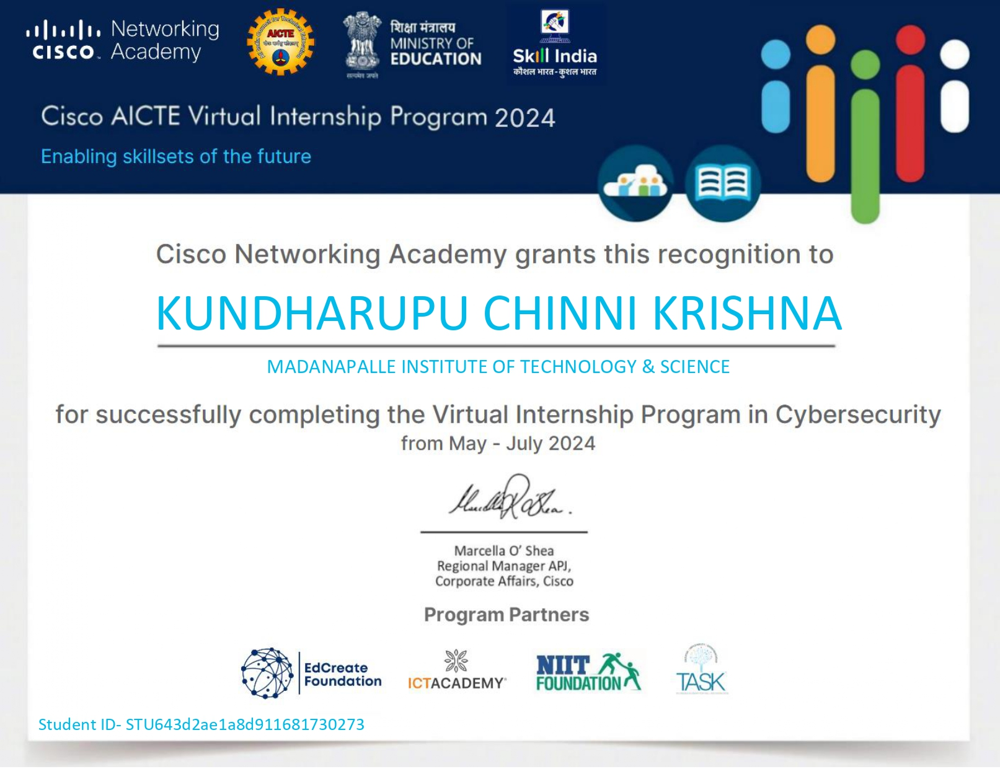 Networking
CISCO Academy
AICTE
शिक्षा मंत्रालय
MINISTRY OF
EDUCATION
सत्यमेव जयते
Skill India
कौशल भारत - कुशल भारत
Cisco AICTE Virtual Internship Program 2024
Enabling skillsets of the future
Cisco Networking Academy grants this recognition to
KUNDHARUPU CHINNI KRISHNA
MADANAPALLE INSTITUTE OF TECHNOLOGY & SCIENCE
for successfully completing the Virtual Internship Program in Cybersecurity
from May - July 2024
Marcella O' Shea
Regional Manager APJ,
Corporate Affairs, Cisco
Program Partners
EdCreate
Foundation
ICTACADEMY
NIIT
FOUNDATION
TASK
Student ID- STU643d2ae1a8d911681730273